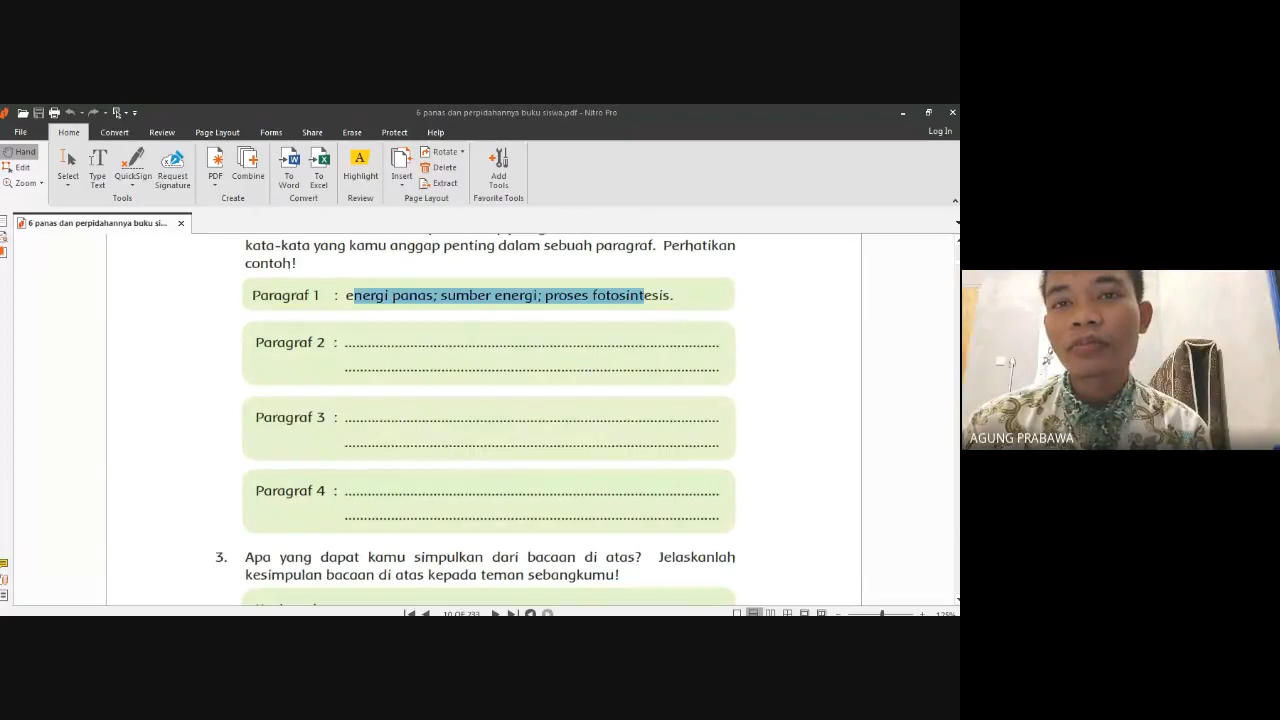 6 panas dan perpidahannya buku siswa.pdf - Nitro Pro
File Home Convert Review Page Layout Forms Share Erase Protect Help Log In
Hand
Edit
Zoom
Select
Type Text
QuickSign
Request Signature
Tools
PDF
Combine
Create
To Word
To Excel
Convert
Highlight
Review
Insert
Rotate
Delete
Extract
Page Layout
Add Tools
Favorite Tools
6 panas dan perpidahannya buku si...
kata-kata yang kamu anggap penting dalam sebuah paragraf. Perhatikan
contoh!
Paragraf 1 : energi panas; sumber energi; proses fotosintesis.
Paragraf 2 :
Paragraf 3 :
Paragraf 4 :
3. Apa yang dapat kamu simpulkan dari bacaan di atas? Jelaskanlah
kesimpulan bacaan di atas kepada teman sebangkumu!
10 OF 233
125%
AGUNG PRABAWA